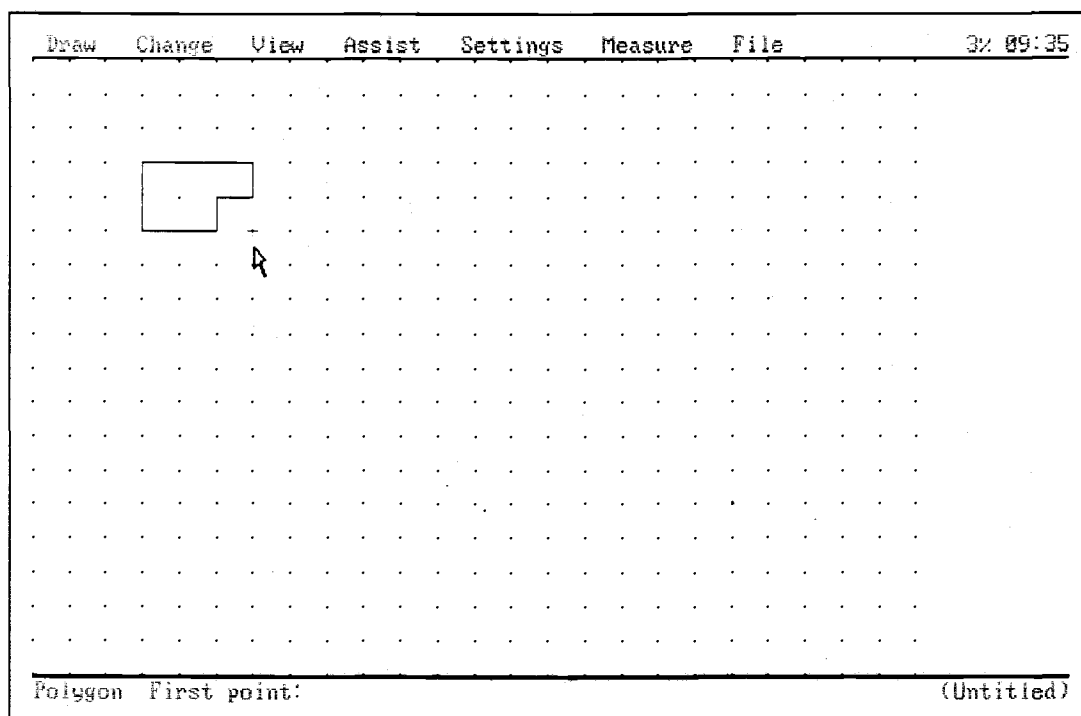 Draw Change View Assist Settings Measure File 3% 09:35
Polygon First point: (Untitled)